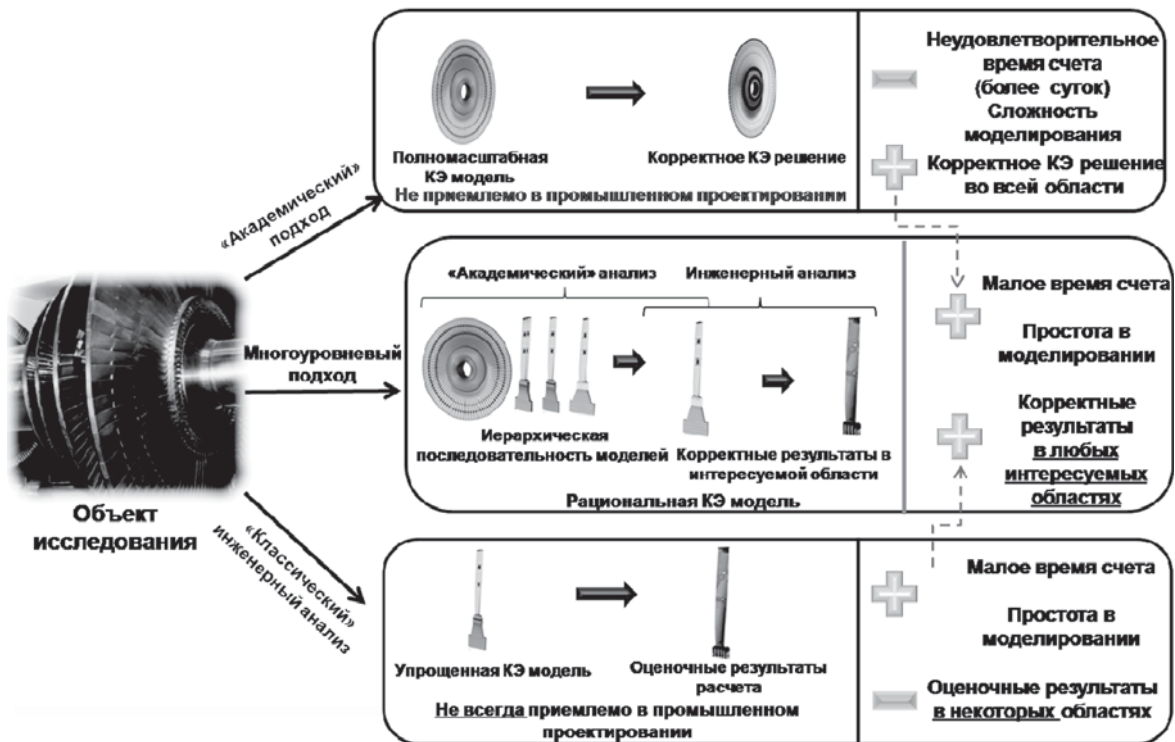 Объект
исследования
«Академический»
подход
Полномасштабная
КЭ модель
Корректное КЭ решение
Не приемлемо в промышленном проектировании
Неудовлетворительное
время счета
(более суток)
Сложность
моделирования
Корректное КЭ решение
во всей области
Многоуровневый
подход
«Академический» анализ
Инженерный анализ
Иерархическая
последовательность моделей
Корректные результаты в
интересуемой области
Рациональная КЭ модель
Малое время счета
Простота в
моделировании
Корректные
результаты
в любых
интересуемых
областях
«Классический»
инженерный анализ
Упрощенная КЭ модель
Оценочные результаты
расчета
Не всегда приемлемо в промышленном
проектировании
Малое время счета
Простота в
моделировании
Оценочные результаты
в некоторых областях